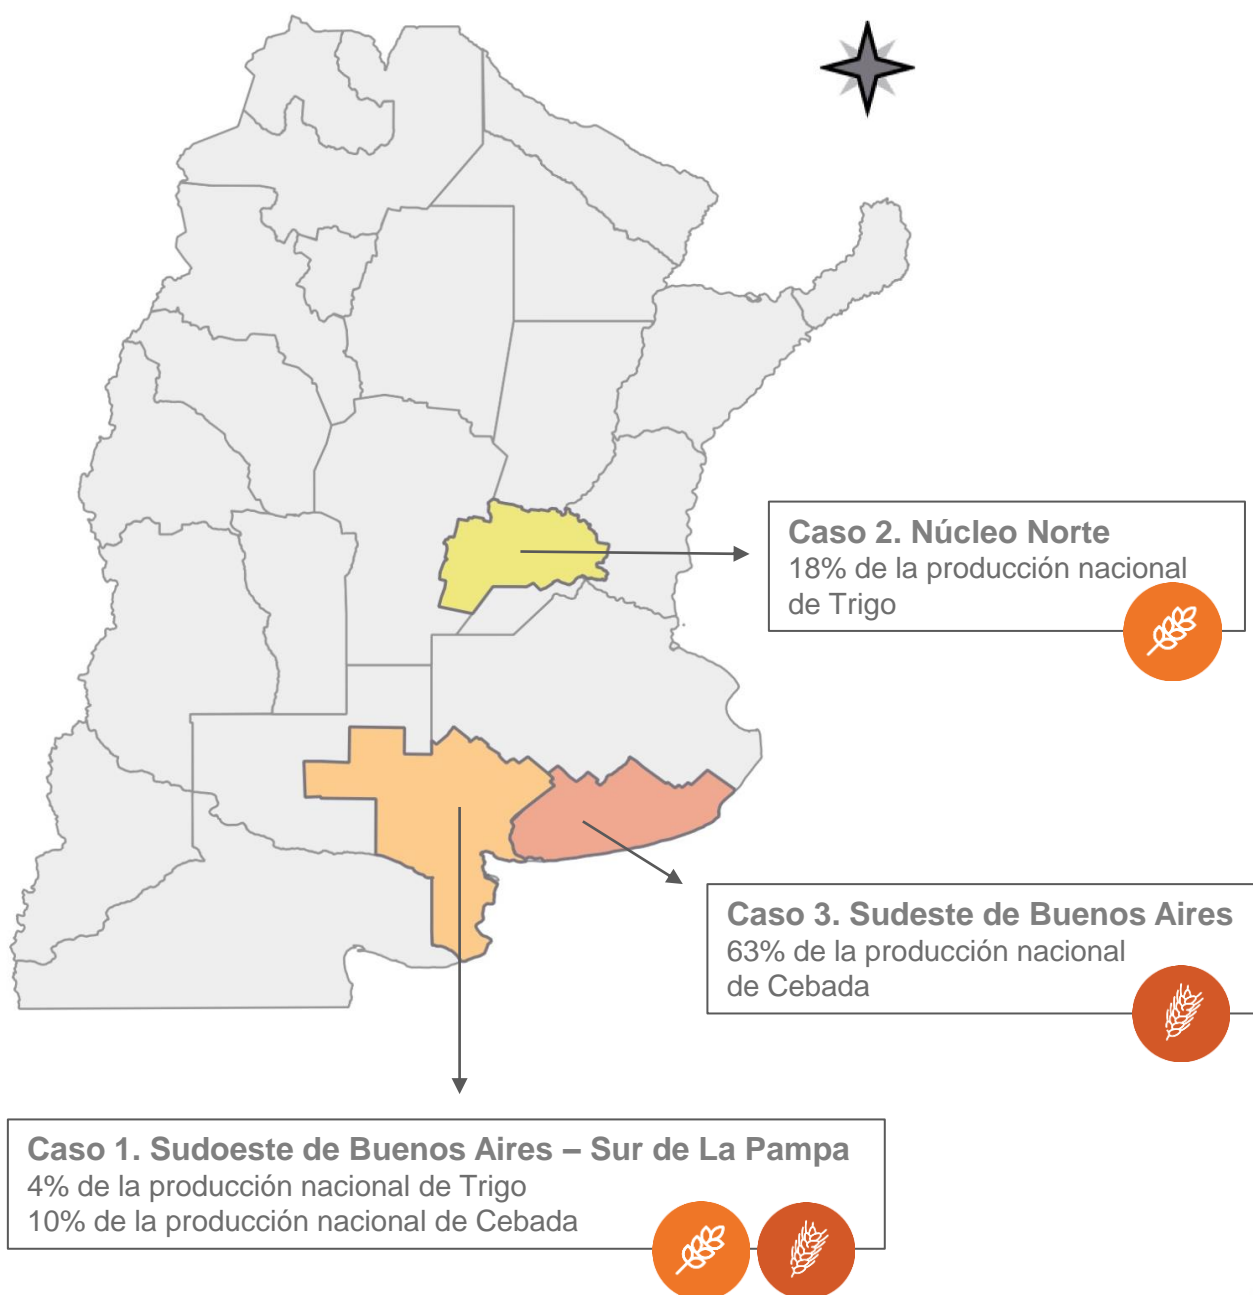 Caso 2. Núcleo Norte
18% de la producción nacional
de Trigo
Caso 3. Sudeste de Buenos Aires
63% de la producción nacional
de Cebada
Caso 1. Sudoeste de Buenos Aires – Sur de La Pampa
4% de la producción nacional de Trigo
10% de la producción nacional de Cebada